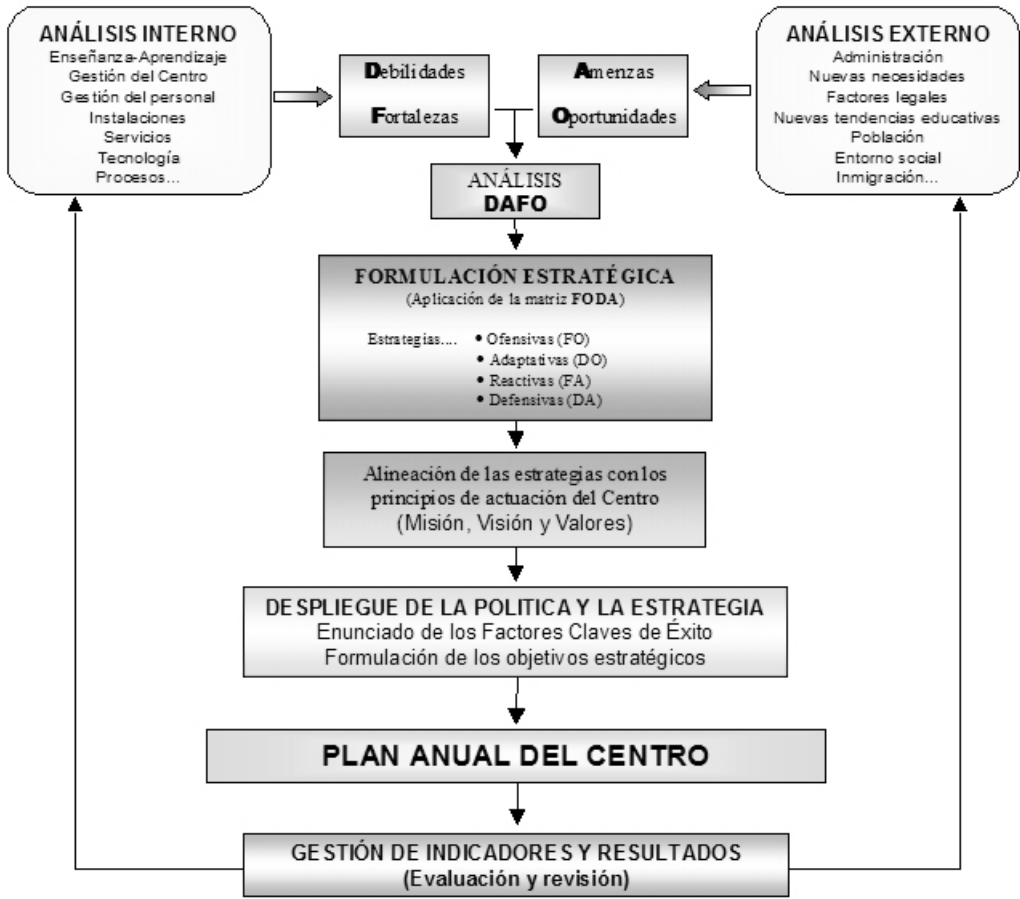 ANÁLISIS INTERNO
Enseñanza-Aprendizaje
Gestión del Centro
Gestión del personal
Instalaciones
Servicios
Tecnología
Procesos...
Debilidades
Fortalezas
Amenzas
Oportunidades
ANÁLISIS EXTERNO
Administración
Nuevas necesidades
Factores legales
Nuevas tendencias educativas
Población
Entorno social
Inmigración...
ANÁLISIS
DAFO
FORMULACIÓN ESTRATÉGICA
(Aplicación de la matriz FODA)
Estrategias.... • Ofensivas (FO)
• Adaptativas (DO)
• Reactivas (FA)
• Defensivas (DA)
Alineación de las estrategias con los
principios de actuación del Centro
(Misión, Visión y Valores)
DESPLIEGUE DE LA POLITICA Y LA ESTRATEGIA
Enunciado de los Factores Claves de Éxito
Formulación de los objetivos estratégicos
PLAN ANUAL DEL CENTRO
GESTIÓN DE INDICADORES Y RESULTADOS
(Evaluación y revisión)